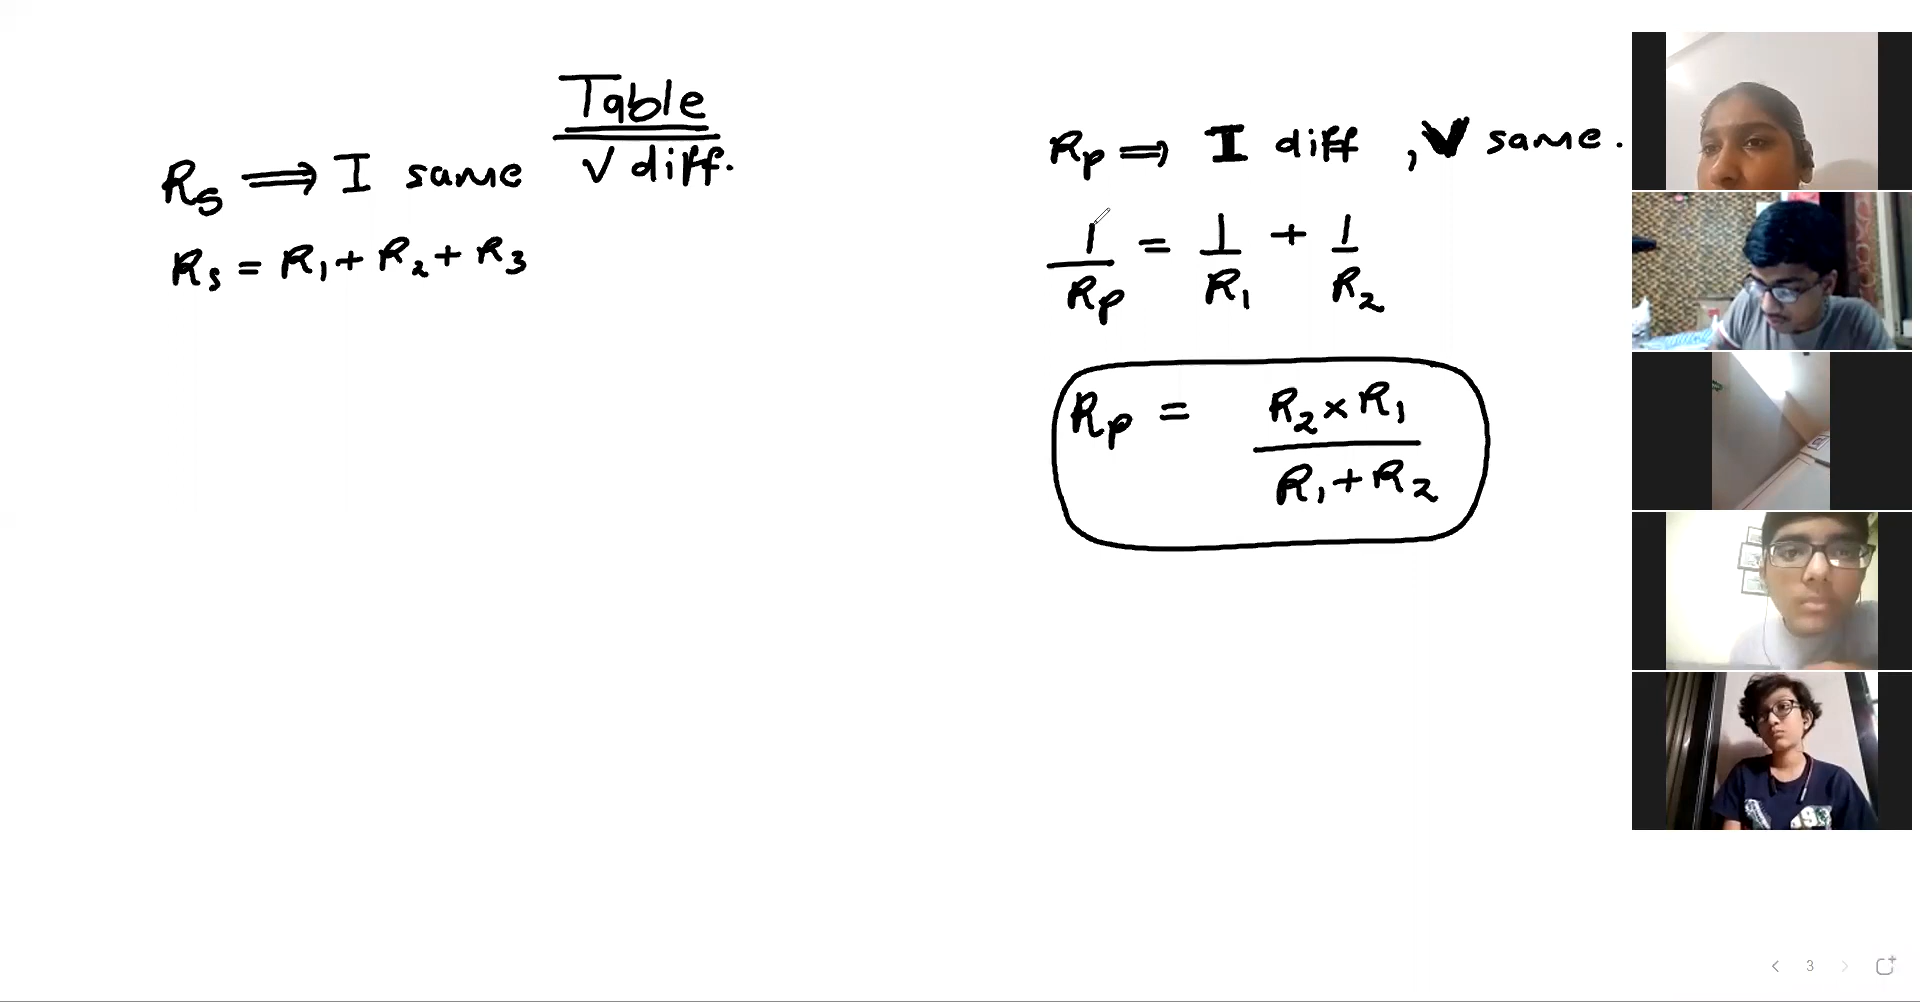 Table
Rs ⟹ I same V diff.
Rs = R1 + R2 + R3
Rp ⟹ I diff , V same.
1/Rp = 1/R1 + 1/R2
Rp = R2 × R1 / R1 + R2
3